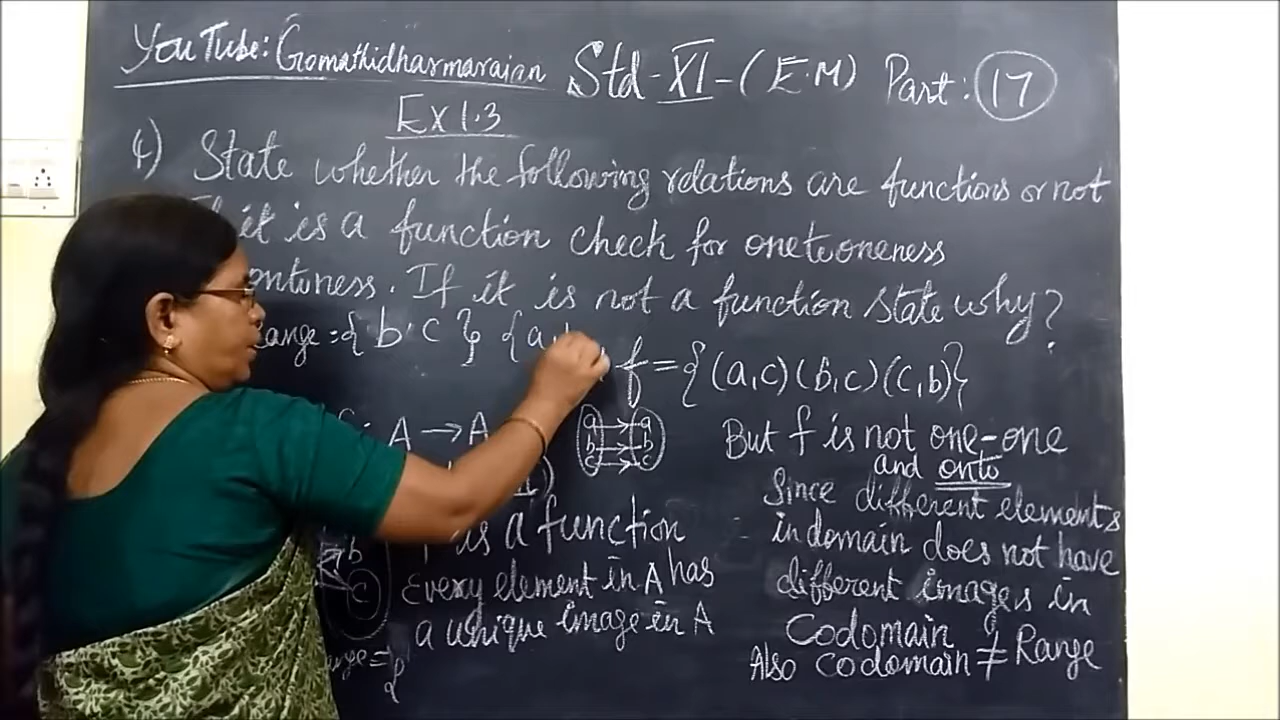 YouTube: Gomathidharmarajan Std-XI-(E.M) Part: 17
Ex 1.3
4) State whether the following relations are functions or not
it is a function check for onetooneness
ontoness. If it is not a function state why?
Range = { b, c } { a
f = {(a,c) (b,c) (c,b)}
A → A
a a
b b
c c
is a function
Every element in A has
a unique image in A
b
c
But f is not one-one
and onto
Since different elements
in domain does not have
different images in
Codomain
Also codomain ≠ Range